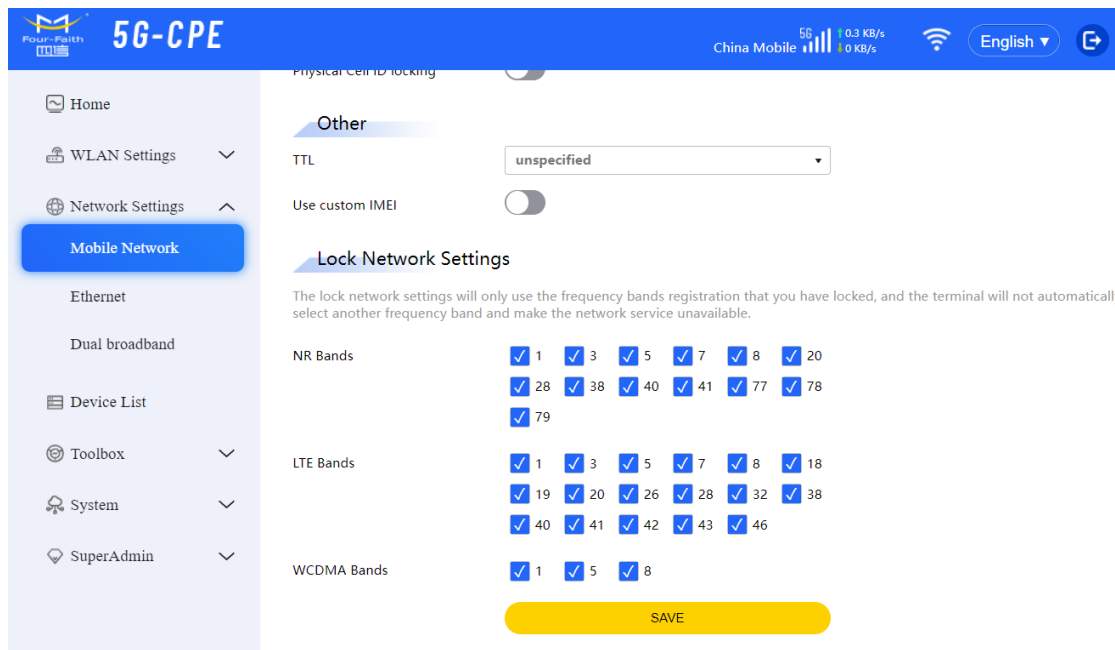 Four-Faith
四信
5G-CPE
China Mobile
5G
0.3 KB/s
0 KB/s
English ▼
Physical Cell ID locking
Home
Other
WLAN Settings
TTL
unspecified
Network Settings
Use custom IMEI
Mobile Network
Lock Network Settings
Ethernet
The lock network settings will only use the frequency bands registration that you have locked, and the terminal will not automaticall
select another frequency band and make the network service unavailable.
Dual broadband
NR Bands
1 3 5 7 8 20
28 38 40 41 77 78
79
Device List
Toolbox
LTE Bands
1 3 5 7 8 18
19 20 26 28 32 38
40 41 42 43 46
System
SuperAdmin
WCDMA Bands
1 5 8
SAVE